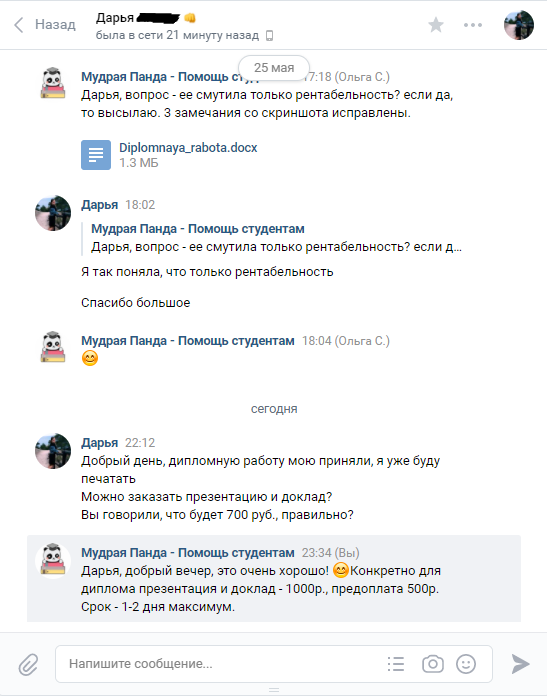 Назад
Дарья
была в сети 21 минуту назад
25 мая
Мудрая Панда - Помощь 17:18 (Ольга С.)
Дарья, вопрос - ее смутила только рентабельность? если да,
то высылаю. 3 замечания со скриншота исправлены.
Diplomnaya_rabota.docx
1.3 МБ
Дарья 18:02
Мудрая Панда - Помощь студентам
Дарья, вопрос - ее смутила только рентабельность? если д...
Я так поняла, что только рентабельность
Спасибо большое
Мудрая Панда - Помощь студентам 18:04 (Ольга С.)
сегодня
Дарья 22:12
Добрый день, дипломную работу мою приняли, я уже буду
печатать
Можно заказать презентацию и доклад?
Вы говорили, что будет 700 руб., правильно?
Мудрая Панда - Помощь студентам 23:34 (Вы)
Дарья, добрый вечер, это очень хорошо! 😊Конкретно для
диплома презентация и доклад - 1000р., предоплата 500р.
Срок - 1-2 дня максимум.
Напишите сообщение...